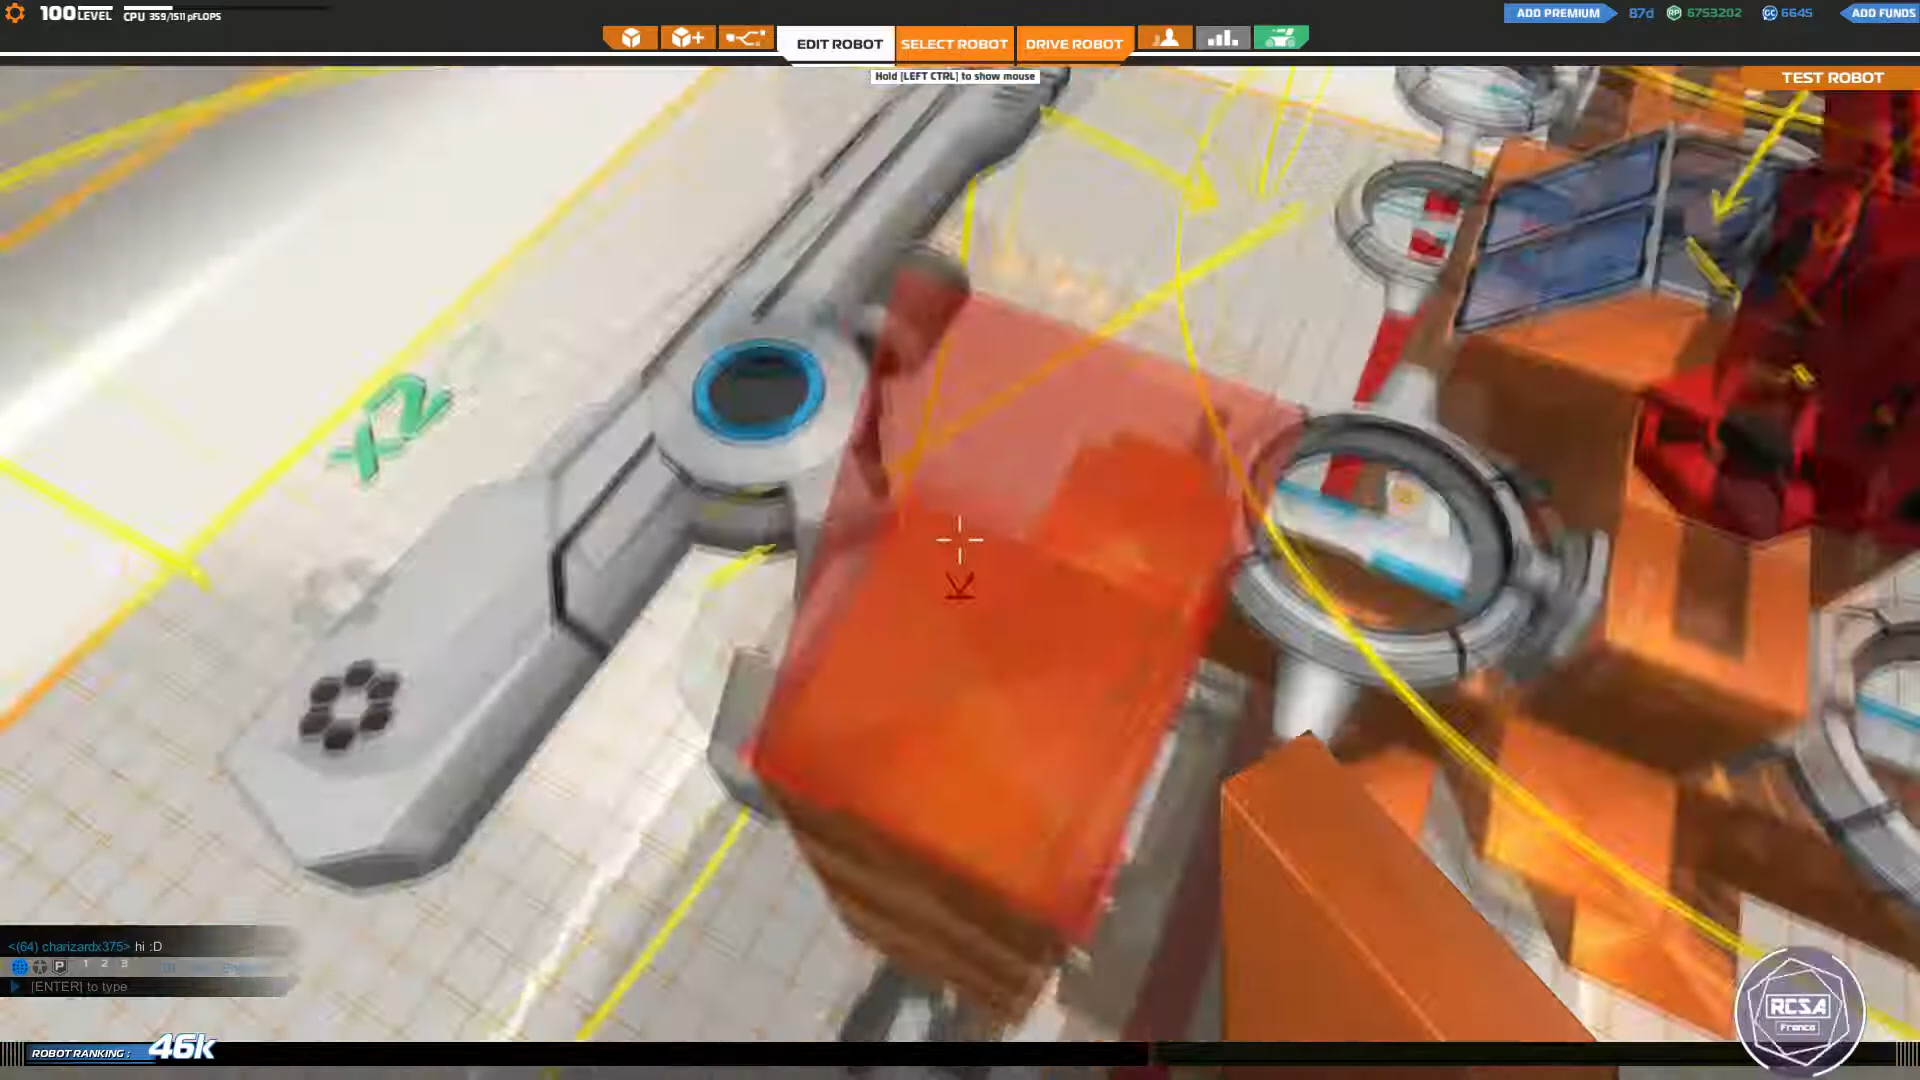 100 LEVEL CPU 359/1511 pFLOPS
ADD PREMIUM 87d RP 6753202 GC 6645 ADD FUNDS
EDIT ROBOT SELECT ROBOT DRIVE ROBOT
Hold [LEFT CTRL] to show mouse
TEST ROBOT
<(64) charizardx375> hi :D
P 1 2 3
[ENTER] to type
RCSA
France
ROBOT RANKING : 46k